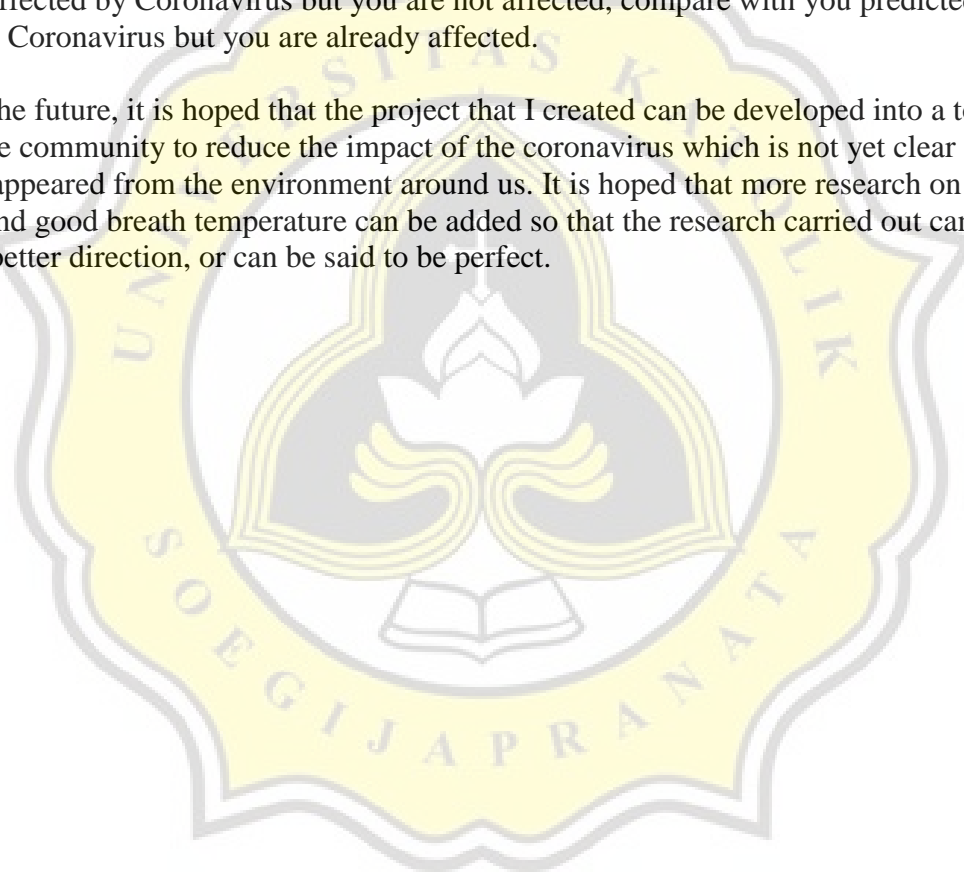 ffected by Coronavirus but you are not affected, compare with you predicted
Coronavirus but you are already affected.
he future, it is hoped that the project that I created can be developed into a t
e community to reduce the impact of the coronavirus which is not yet clear
appeared from the environment around us. It is hoped that more research on
nd good breath temperature can be added so that the research carried out can
better direction, or can be said to be perfect.
UNIVERSITAS KATOLIK
SOEGIJAPRANATA